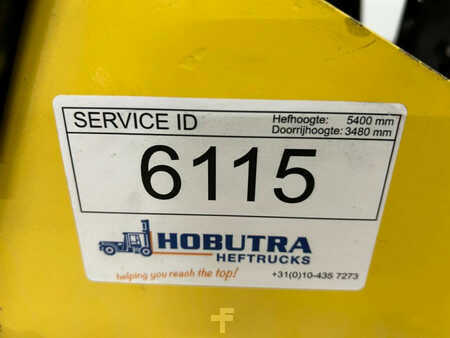 SERVICE ID
Hefhoogte: 5400 mm
Doorrijhoogte: 3480 mm
6115
HOBUTRA
HEFTRUCKS
helping you reach the top!
+31(0)10-435 7273